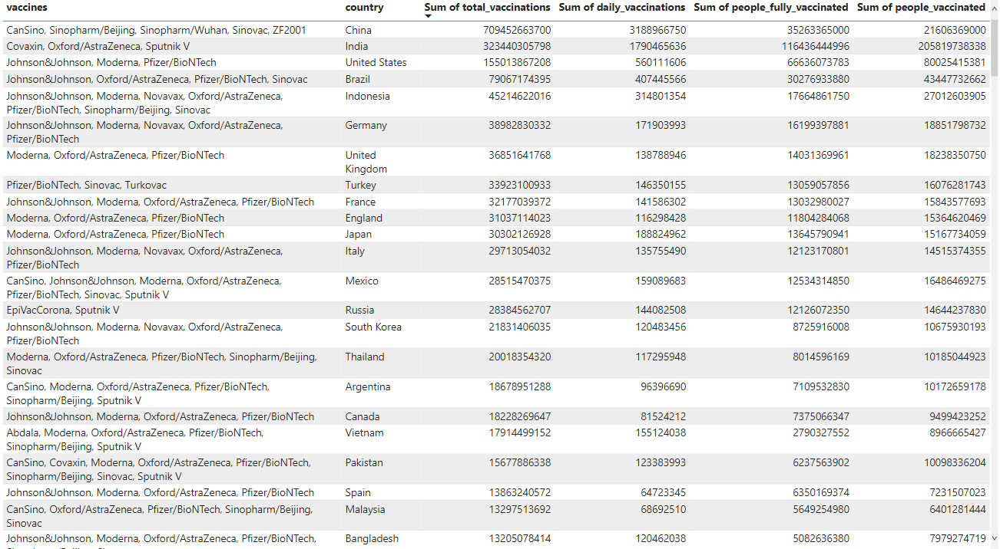 vaccines country Sum of total_vaccinations Sum of daily_vaccinations Sum of people_fully_vaccinated Sum of people_vaccinated
CanSino, Sinopharm/Beijing, Sinopharm/Wuhan, Sinovac, ZF2001 China 709452663700 3188966750 35263365000 21606369000
Covaxin, Oxford/AstraZeneca, Sputnik V India 323440305798 1790465636 116436444996 205819738338
Johnson&Johnson, Moderna, Pfizer/BioNTech United States 155013867208 560111606 66636073783 80025415381
Johnson&Johnson, Oxford/AstraZeneca, Pfizer/BioNTech, Sinovac Brazil 79067174395 407445566 30276933880 43447732662
Johnson&Johnson, Moderna, Novavax, Oxford/AstraZeneca, Indonesia 45214622016 314801354 17664861750 27012603905
Pfizer/BioNTech, Sinopharm/Beijing, Sinovac
Johnson&Johnson, Moderna, Novavax, Oxford/AstraZeneca, Germany 38982830332 171903993 16199397881 18851798732
Pfizer/BioNTech
Moderna, Oxford/AstraZeneca, Pfizer/BioNTech United 36851641768 138788946 14031369961 18238350750
Kingdom
Pfizer/BioNTech, Sinovac, Turkovac Turkey 33923100933 146350155 13059057856 16076281743
Johnson&Johnson, Moderna, Oxford/AstraZeneca, Pfizer/BioNTech France 32177039372 141586302 13032980027 15843577693
Moderna, Oxford/AstraZeneca, Pfizer/BioNTech England 31037114023 116298428 11804284068 15364620469
Moderna, Oxford/AstraZeneca, Pfizer/BioNTech Japan 30302126928 188824962 13645790941 15167734059
Johnson&Johnson, Moderna, Novavax, Oxford/AstraZeneca, Italy 29713054032 135755490 12123170801 14515374355
Pfizer/BioNTech
CanSino, Johnson&Johnson, Moderna, Oxford/AstraZeneca, Mexico 28515470375 159089683 12534314850 16486469275
Pfizer/BioNTech, Sinovac, Sputnik V
EpiVacCorona, Sputnik V Russia 28384562707 144082508 12126072350 14644237830
Johnson&Johnson, Moderna, Novavax, Oxford/AstraZeneca, South Korea 21831406035 120483456 8725916008 10675930193
Pfizer/BioNTech
Moderna, Oxford/AstraZeneca, Pfizer/BioNTech, Sinopharm/Beijing, Thailand 20018354320 117295948 8014596169 10185044923
Sinovac
CanSino, Moderna, Oxford/AstraZeneca, Pfizer/BioNTech, Argentina 18678951288 96396690 7109532830 10172659178
Sinopharm/Beijing, Sputnik V
Johnson&Johnson, Moderna, Oxford/AstraZeneca, Pfizer/BioNTech Canada 18228269647 81524212 7375066347 9499423252
Abdala, Moderna, Oxford/AstraZeneca, Pfizer/BioNTech, Vietnam 17914499152 155124038 2790327552 8966665427
Sinopharm/Beijing, Sputnik V
CanSino, Covaxin, Moderna, Oxford/AstraZeneca, Pfizer/BioNTech, Pakistan 15677886338 123383993 6237563902 10098336204
Sinopharm/Beijing, Sinovac, Sputnik V
Johnson&Johnson, Moderna, Oxford/AstraZeneca, Pfizer/BioNTech Spain 13863240572 64723345 6350169374 7231507023
CanSino, Oxford/AstraZeneca, Pfizer/BioNTech, Sinopharm/Beijing, Malaysia 13297513692 68692510 5649254980 6401281444
Sinovac
Johnson&Johnson, Moderna, Oxford/AstraZeneca, Pfizer/BioNTech, Bangladesh 13205078414 120462038 5082636380 7979274719